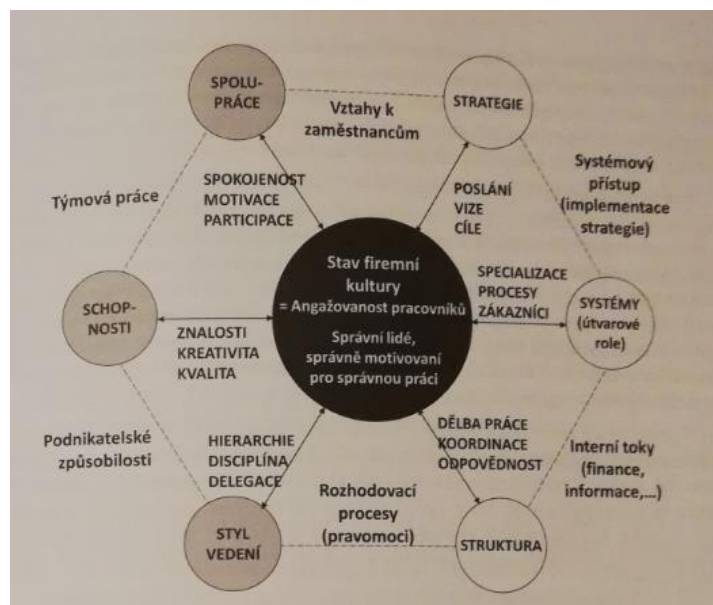 SPOLU-
PRÁCE
STRATEGIE
Vztahy k
zaměstnancům
Systémový
přístup
(implementace
strategie)
Týmová práce
SPOKOJENOST
MOTIVACE
PARTICIPACE
POSLÁNÍ
VIZE
CÍLE
Stav firemní
kultury
= Angažovanost pracovníků
Správní lidé,
správně motivovaní
pro správnou práci
SPECIALIZACE
PROCESY
ZÁKAZNÍCI
SYSTÉMY
(útvarové
role)
SCHOP-
NOSTI
ZNALOSTI
KREATIVITA
KVALITA
Podnikatelské
způsobilosti
HIERARCHIE
DISCIPLÍNA
DELEGACE
DĚLBA PRÁCE
KOORDINACE
ODPOVĚDNOST
Interní toky
(finance,
informace,...)
Rozhodovací
procesy
(pravomoci)
STYL
VEDENÍ
STRUKTURA